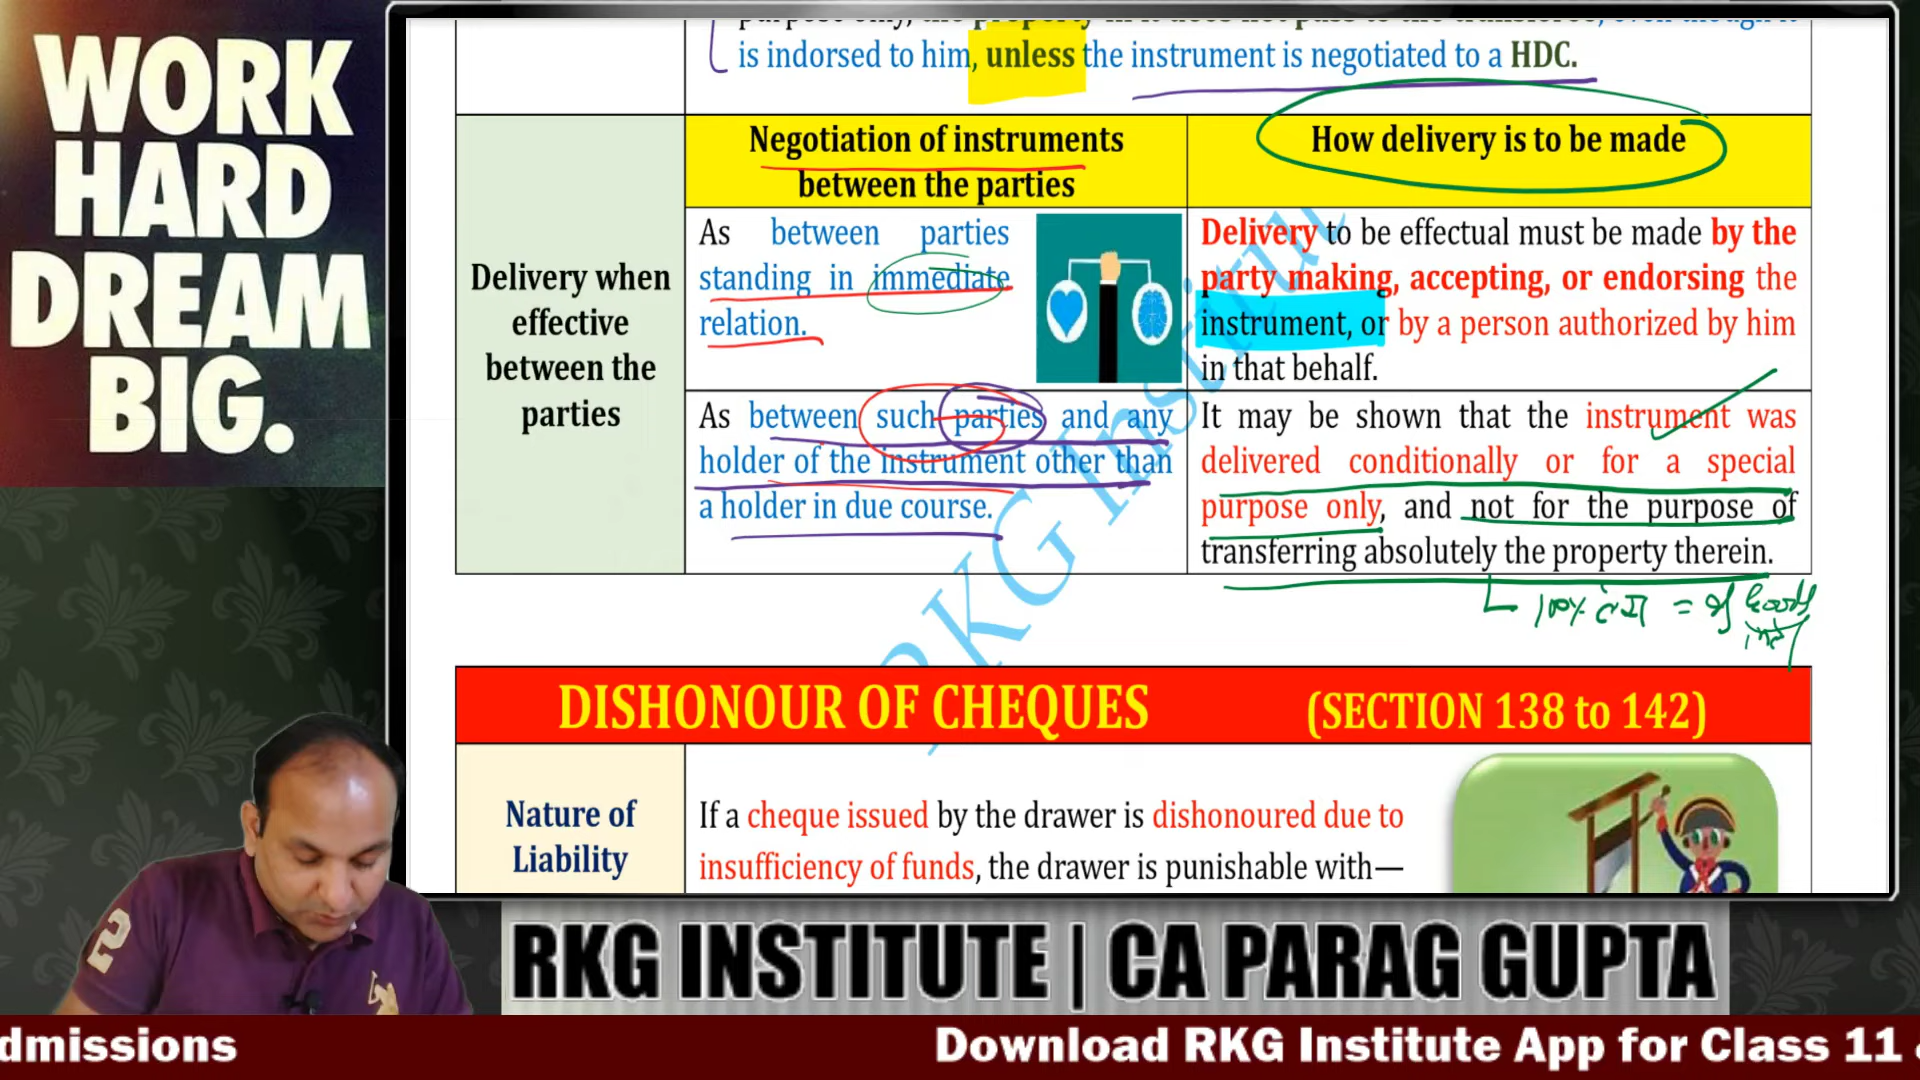 WORK
HARD
DREAM
BIG.
is indorsed to him, unless the instrument is negotiated to a HDC.
Delivery when
effective
between the
parties
Negotiation of instruments
between the parties
How delivery is to be made
As between parties
standing in immediate
relation.
Delivery to be effectual must be made by the
party making, accepting, or endorsing the
instrument, or by a person authorized by him
in that behalf.
As between such parties and any
holder of the instrument other than
a holder in due course.
It may be shown that the instrument was
delivered conditionally or for a special
purpose only, and not for the purpose of
transferring absolutely the property therein.
100%
= of Goods
RKG Institu
DISHONOUR OF CHEQUES (SECTION 138 to 142)
Nature of
Liability
If a cheque issued by the drawer is dishonoured due to
insufficiency of funds, the drawer is punishable with—
2
RKG INSTITUTE | CA PARAG GUPTA
dmissions
Download RKG Institute App for Class 11